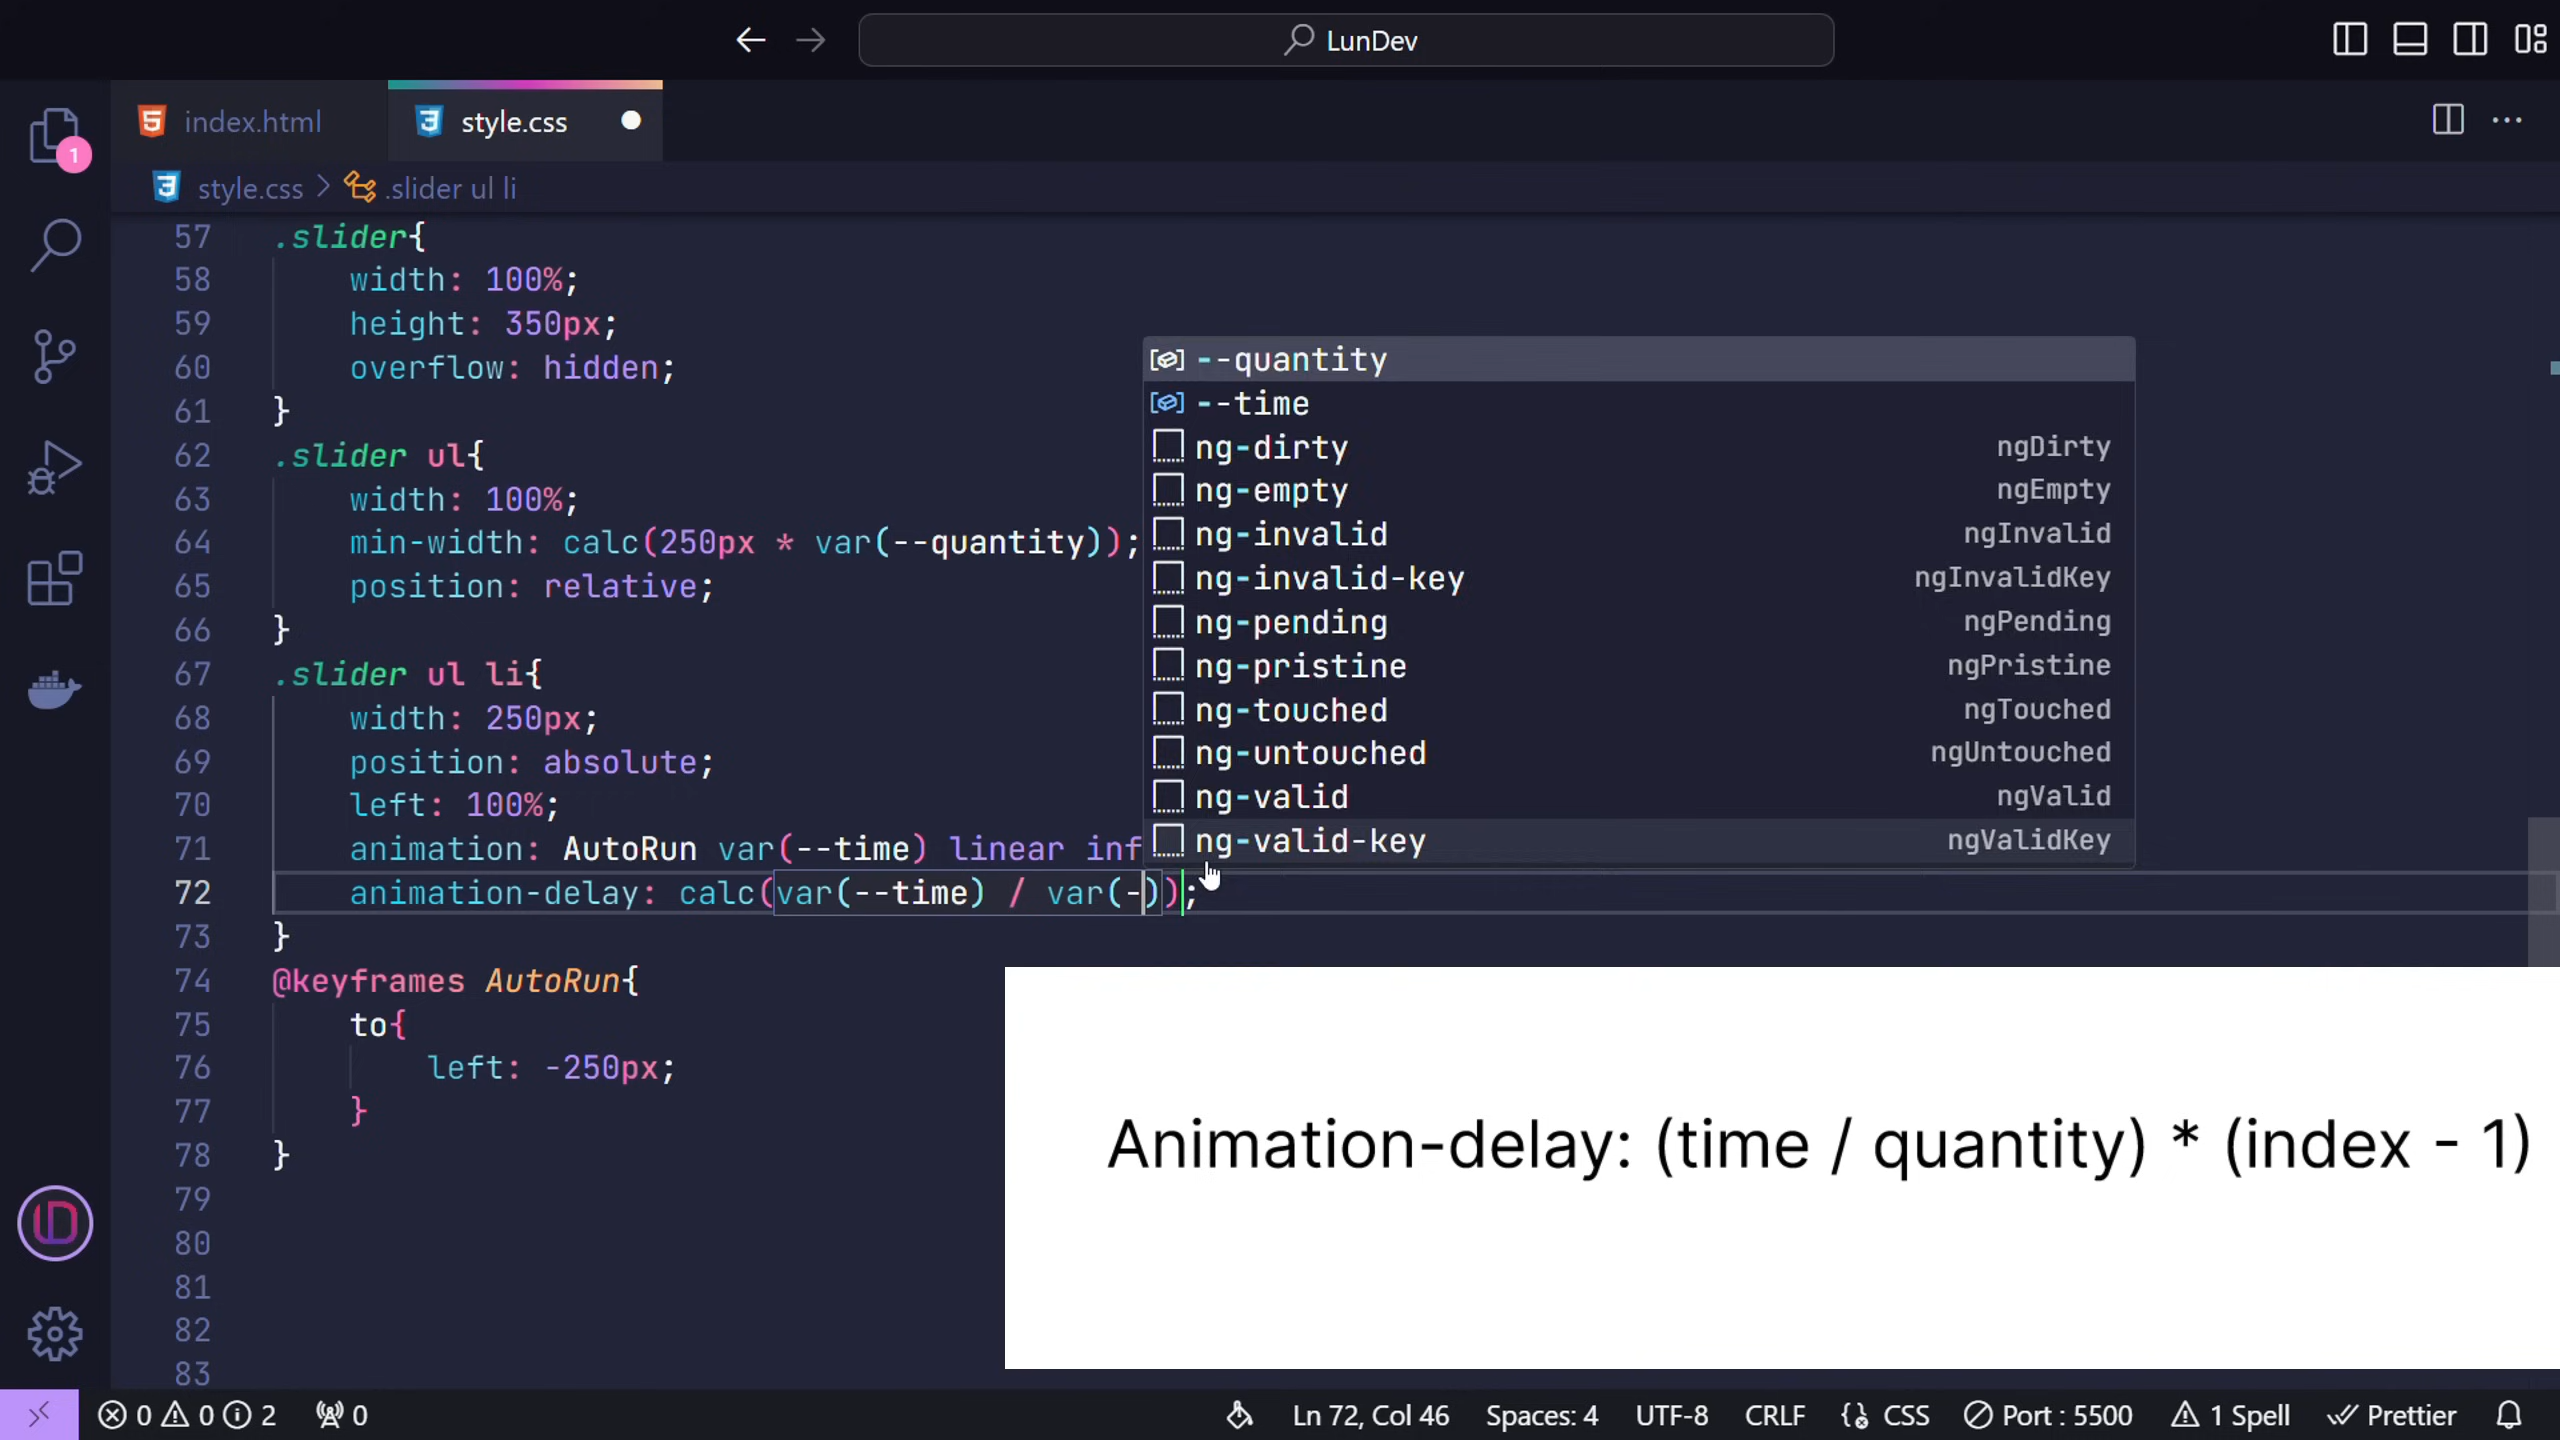 LunDev
index.html
style.css
1
style.css > .slider ul li
57 .slider{
58 width: 100%;
59 height: 350px;
60 overflow: hidden;
61 }
62 .slider ul{
63 width: 100%;
64 min-width: calc(250px * var(--quantity));
65 position: relative;
66 }
67 .slider ul li{
68 width: 250px;
69 position: absolute;
70 left: 100%;
71 animation: AutoRun var(--time) linear inf
72 animation-delay: calc(var(--time) / var(-));
73 }
74 @keyframes AutoRun{
75 to{
76 left: -250px;
77 }
78 }
79
80
81
82
83
--quantity
--time
ng-dirty ngDirty
ng-empty ngEmpty
ng-invalid ngInvalid
ng-invalid-key ngInvalidKey
ng-pending ngPending
ng-pristine ngPristine
ng-touched ngTouched
ng-untouched ngUntouched
ng-valid ngValid
ng-valid-key ngValidKey
Animation-delay: (time / quantity) * (index - 1)
0 0 2 0 Ln 72, Col 46 Spaces: 4 UTF-8 CRLF CSS Port : 5500 1 Spell Prettier